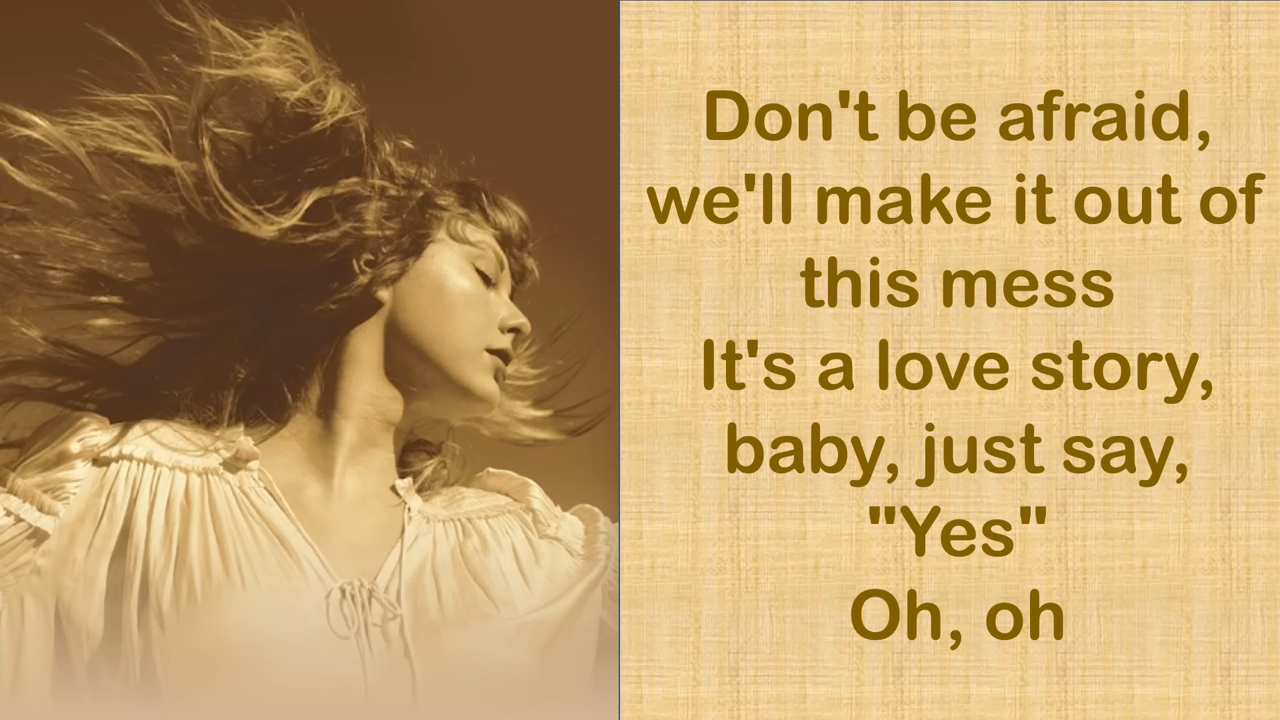 Don't be afraid,
we'll make it out of
this mess
It's a love story,
baby, just say,
"Yes"
Oh, oh